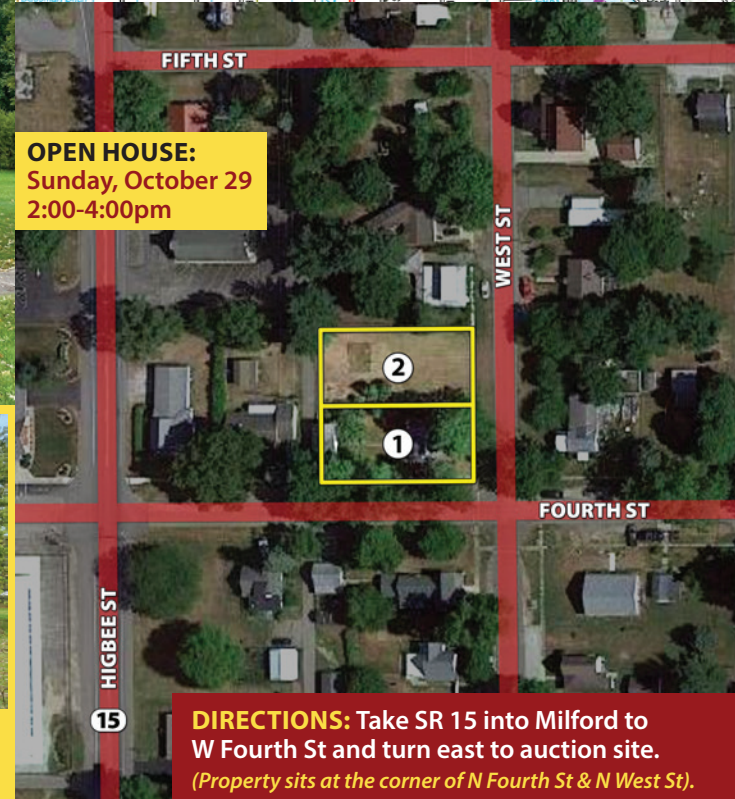 FIFTH ST
OPEN HOUSE:
Sunday, October 29
2:00-4:00pm
WEST ST
2
1
FOURTH ST
HIGBEE ST
15
DIRECTIONS: Take SR 15 into Milford to
W Fourth St and turn east to auction site.
(Property sits at the corner of N Fourth St & N West St).